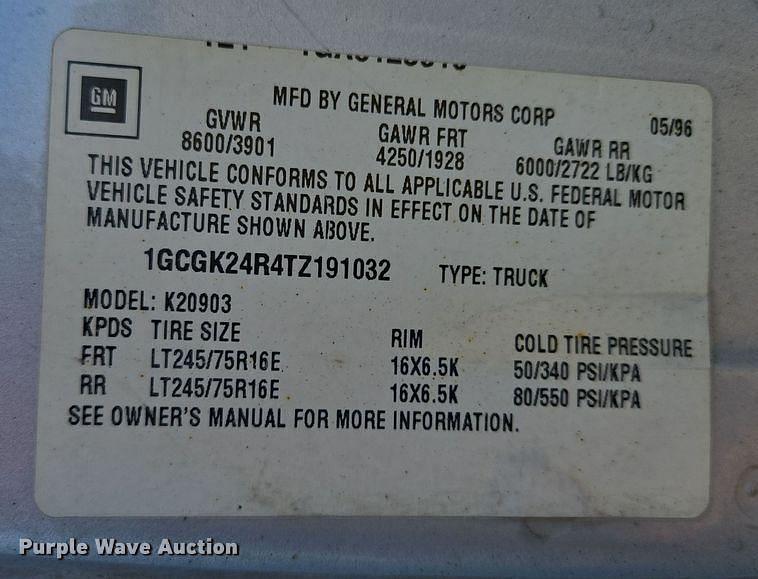 GM
MFD BY GENERAL MOTORS CORP 05/96
GVWR GAWR FRT GAWR RR
8600/3901 4250/1928 6000/2722 LB/KG
THIS VEHICLE CONFORMS TO ALL APPLICABLE U.S. FEDERAL MOTOR
VEHICLE SAFETY STANDARDS IN EFFECT ON THE DATE OF
MANUFACTURE SHOWN ABOVE.
1GCGK24R4TZ191032 TYPE: TRUCK
MODEL: K20903
KPDS TIRE SIZE RIM COLD TIRE PRESSURE
FRT LT245/75R16E 16X6.5K 50/340 PSI/KPA
RR LT245/75R16E 16X6.5K 80/550 PSI/KPA
SEE OWNER'S MANUAL FOR MORE INFORMATION.
Purple Wave Auction